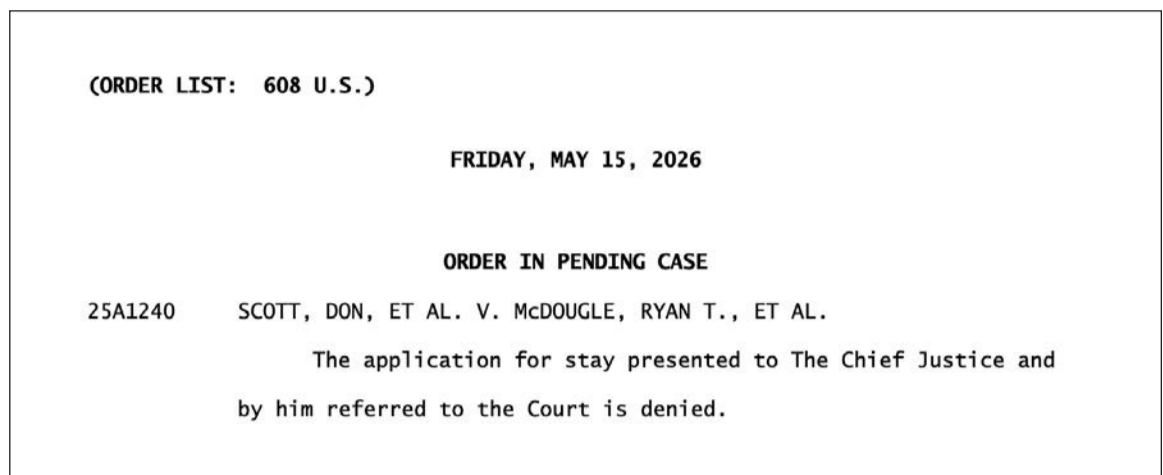 (ORDER LIST: 608 U.S.)
FRIDAY, MAY 15, 2026
ORDER IN PENDING CASE
25A1240 SCOTT, DON, ET AL. V. McDOUGLE, RYAN T., ET AL.
The application for stay presented to The Chief Justice and
by him referred to the Court is denied.